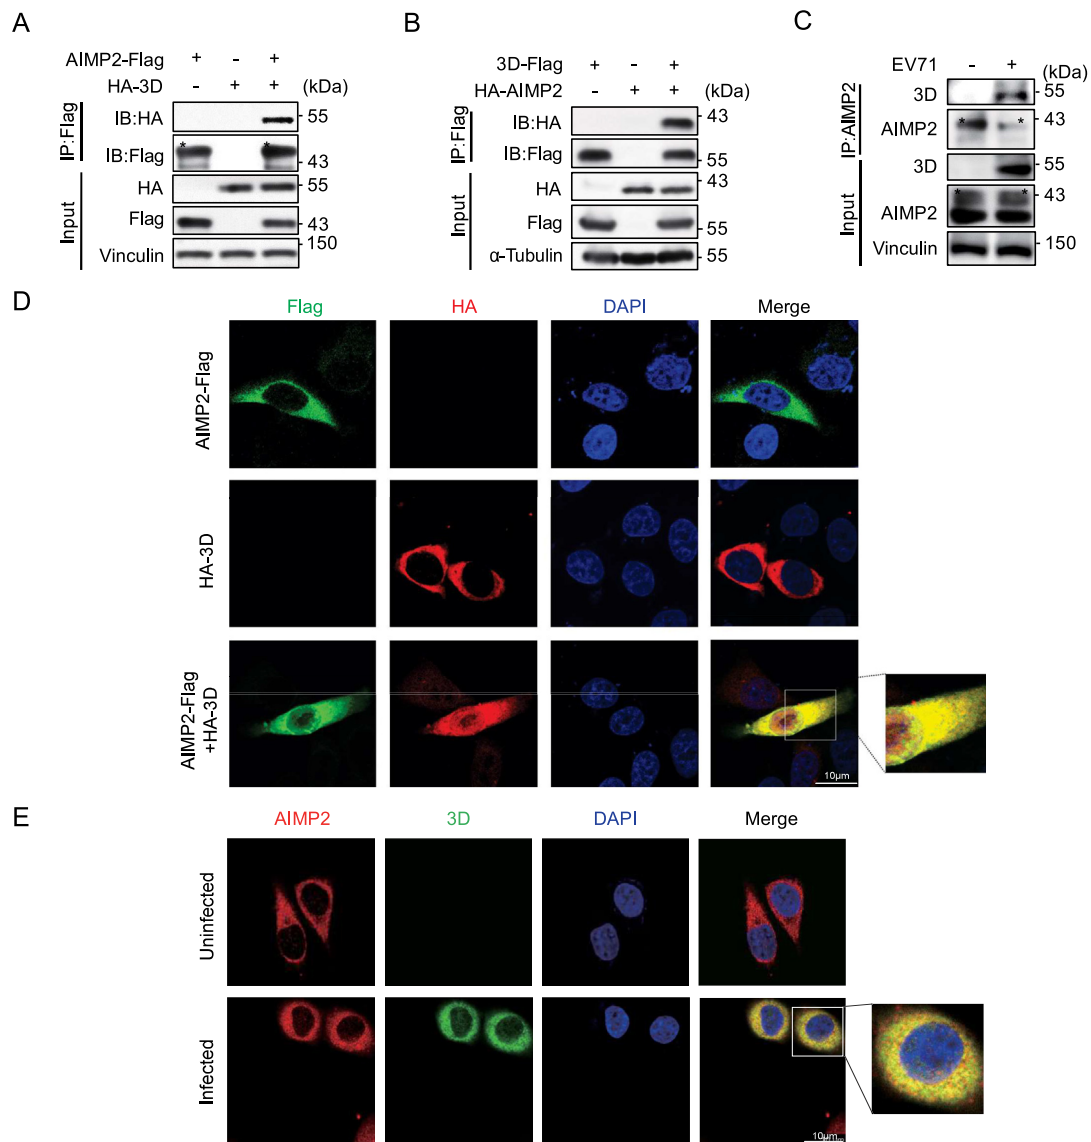 A
AIMP2-Flag + - +
HA-3D - + + (kDa)
IP:Flag
IB:HA 55
IB:Flag * * 43
Input
HA 55
Flag 43
Vinculin 150
B
3D-Flag + - +
HA-AIMP2 - + + (kDa)
IP:Flag
IB:HA 43
IB:Flag 55
Input
HA 43
Flag 55
α-Tubulin 55
C
EV71 - + (kDa)
IP:AIMP2
3D 55
AIMP2 * * 43
Input
3D 55
AIMP2 * * 43
Vinculin 150
D
Flag HA DAPI Merge
AIMP2-Flag
HA-3D
AIMP2-Flag
+HA-3D
10μm
E
AIMP2 3D DAPI Merge
Uninfected
Infected
10μm